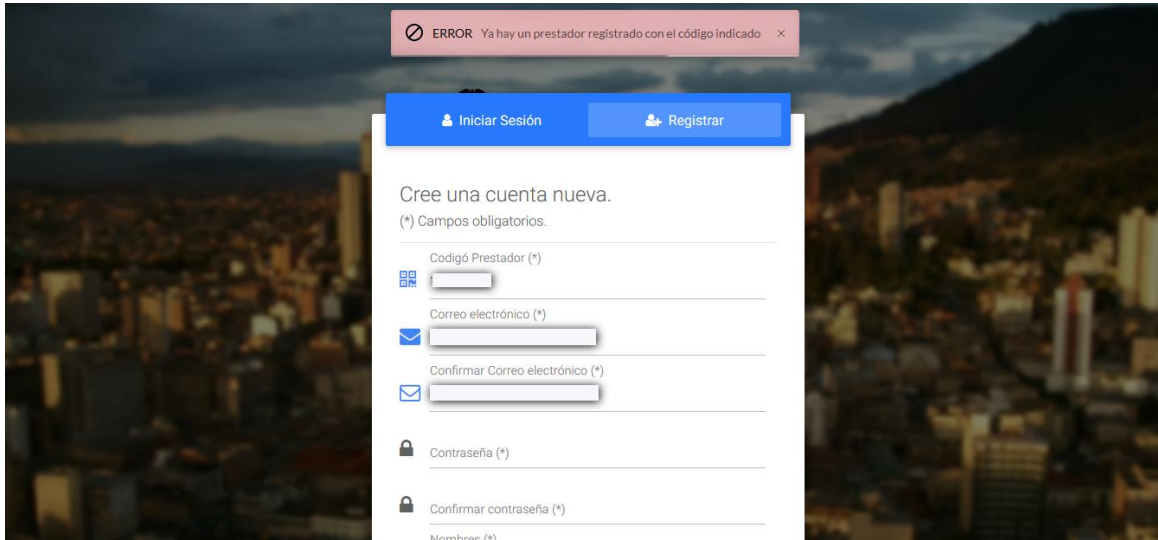 ERROR Ya hay un prestador registrado con el código indicado ×
Iniciar Sesión Registrar
Cree una cuenta nueva.
(*) Campos obligatorios.
Codigó Prestador (*)
Correo electrónico (*)
Confirmar Correo electrónico (*)
Contraseña (*)
Confirmar contraseña (*)
Nombres (*)